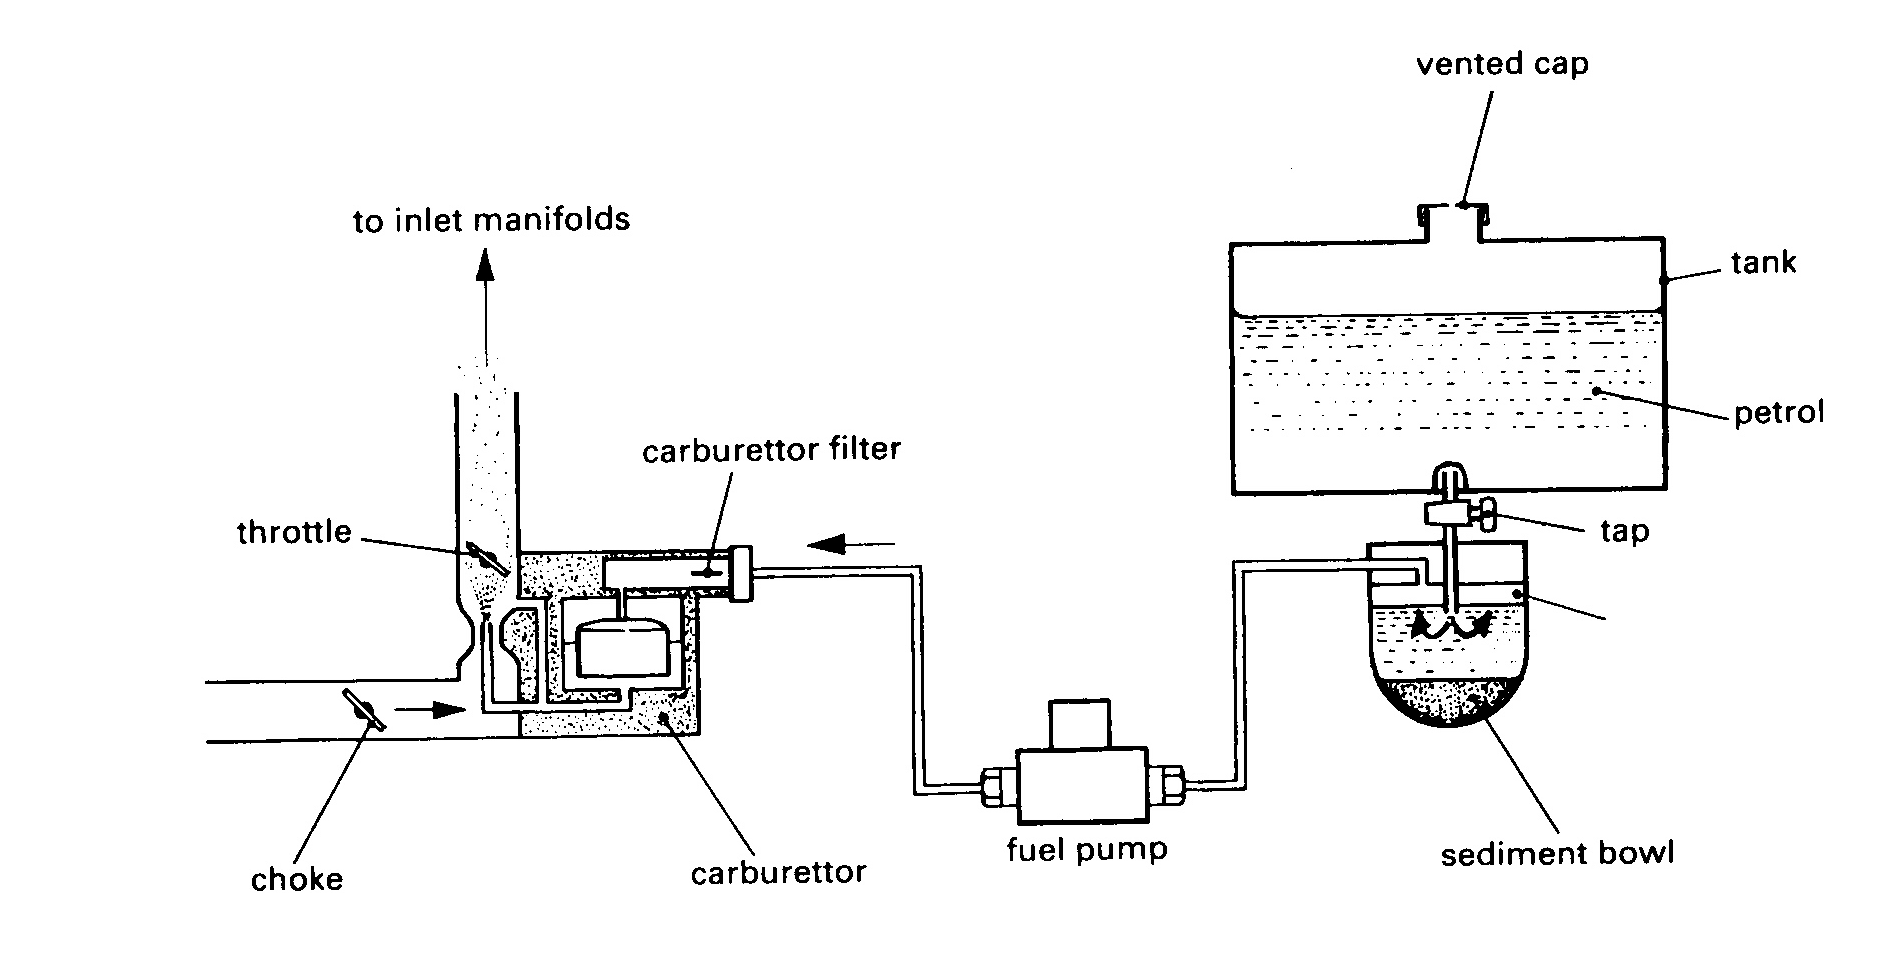 vented cap
to inlet manifolds
tank
petrol
carburettor filter
throttle
tap
fuel pump
sediment bowl
carburettor
choke